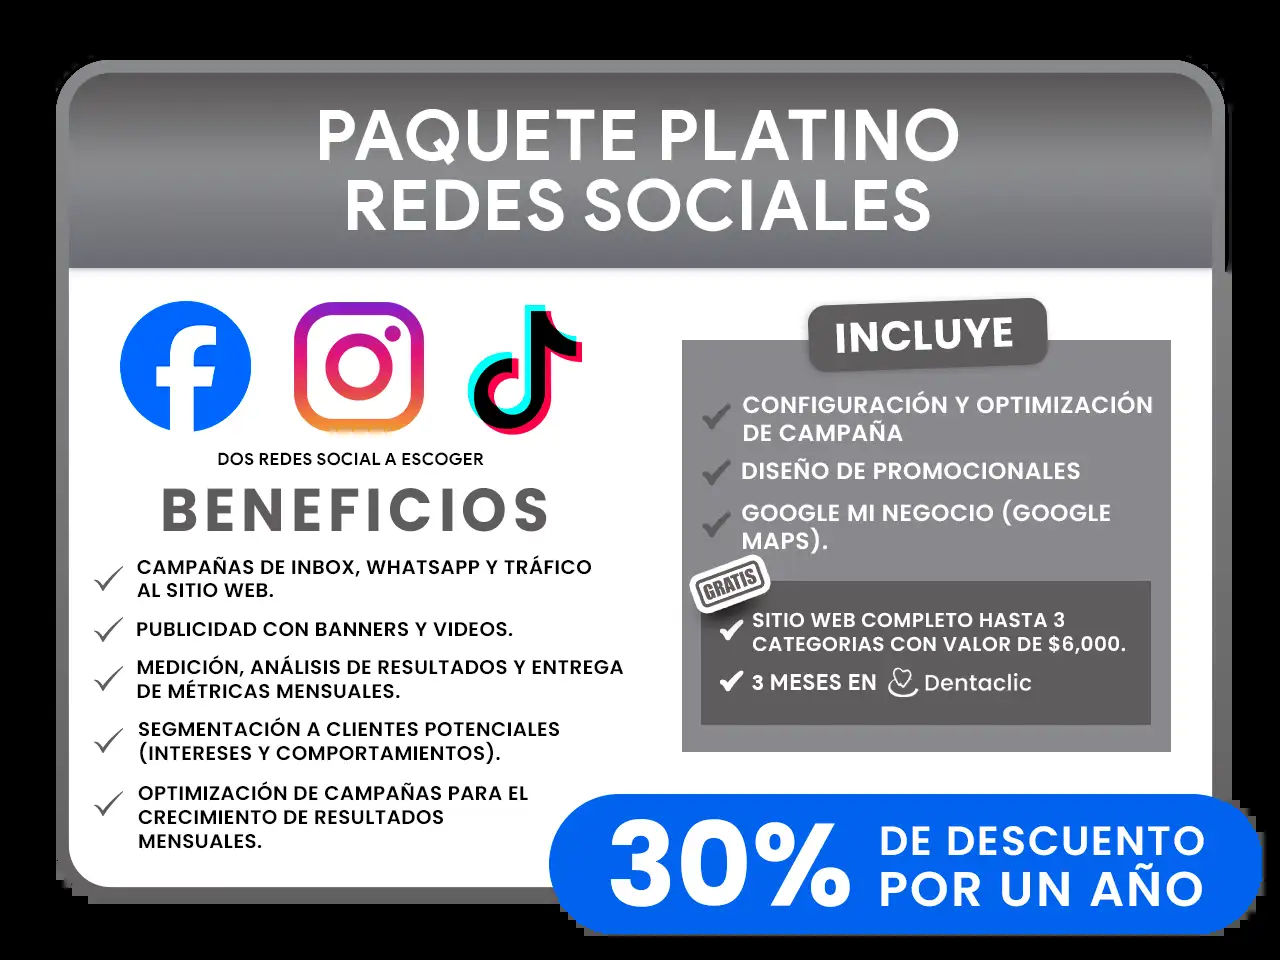 PAQUETE PLATINO
REDES SOCIALES
DOS REDES SOCIAL A ESCOGER
BENEFICIOS
CAMPAÑAS DE INBOX, WHATSAPP Y TRÁFICO
AL SITIO WEB.
PUBLICIDAD CON BANNERS Y VIDEOS.
MEDICIÓN, ANÁLISIS DE RESULTADOS Y ENTREGA
DE MÉTRICAS MENSUALES.
SEGMENTACIÓN A CLIENTES POTENCIALES
(INTERESES Y COMPORTAMIENTOS).
OPTIMIZACIÓN DE CAMPAÑAS PARA EL
CRECIMIENTO DE RESULTADOS
MENSUALES.
INCLUYE
CONFIGURACIÓN Y OPTIMIZACIÓN
DE CAMPAÑA
DISEÑO DE PROMOCIONALES
GOOGLE MI NEGOCIO (GOOGLE
MAPS).
GRATIS
SITIO WEB COMPLETO HASTA 3
CATEGORIAS CON VALOR DE $6,000.
3 MESES EN Dentaclic
30% DE DESCUENTO
POR UN AÑO